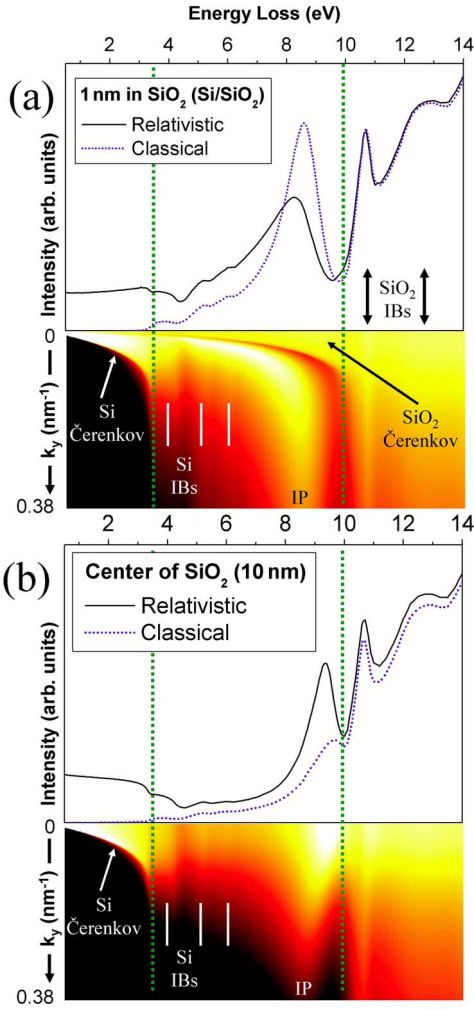 Energy Loss (eV)
2 4 6 8 10 12 14
(a)
1 nm in SiO2 (Si/SiO2)
Relativistic
Classical
Intensity (arb. units)
SiO2
IBs
0
Si
Čerenkov
SiO2
Čerenkov
ky (nm-1)
Si
IBs
IP
0.38
2 4 6 8 10 12 14
(b)
Center of SiO2 (10 nm)
Relativistic
Classical
Intensity (arb. units)
0
Si
Čerenkov
ky (nm-1)
Si
IBs
IP
0.38